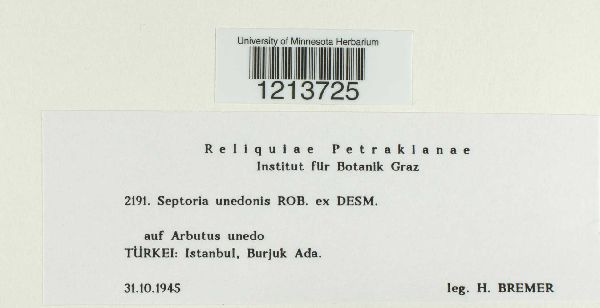 University of Minnesota Herbarium
1213725
Reliquiae Petrakianae
Institut für Botanik Graz
2191. Septoria unedonis ROB. ex DESM.
auf Arbutus unedo
TÜRKEI: Istanbul, Burjuk Ada.
31.10.1945 leg. H. BREMER